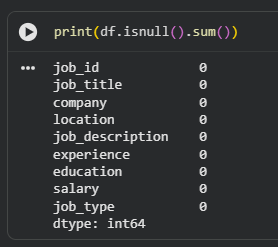 print(df.isnull().sum())
job_id 0
job_title 0
company 0
location 0
job_description 0
experience 0
education 0
salary 0
job_type 0
dtype: int64